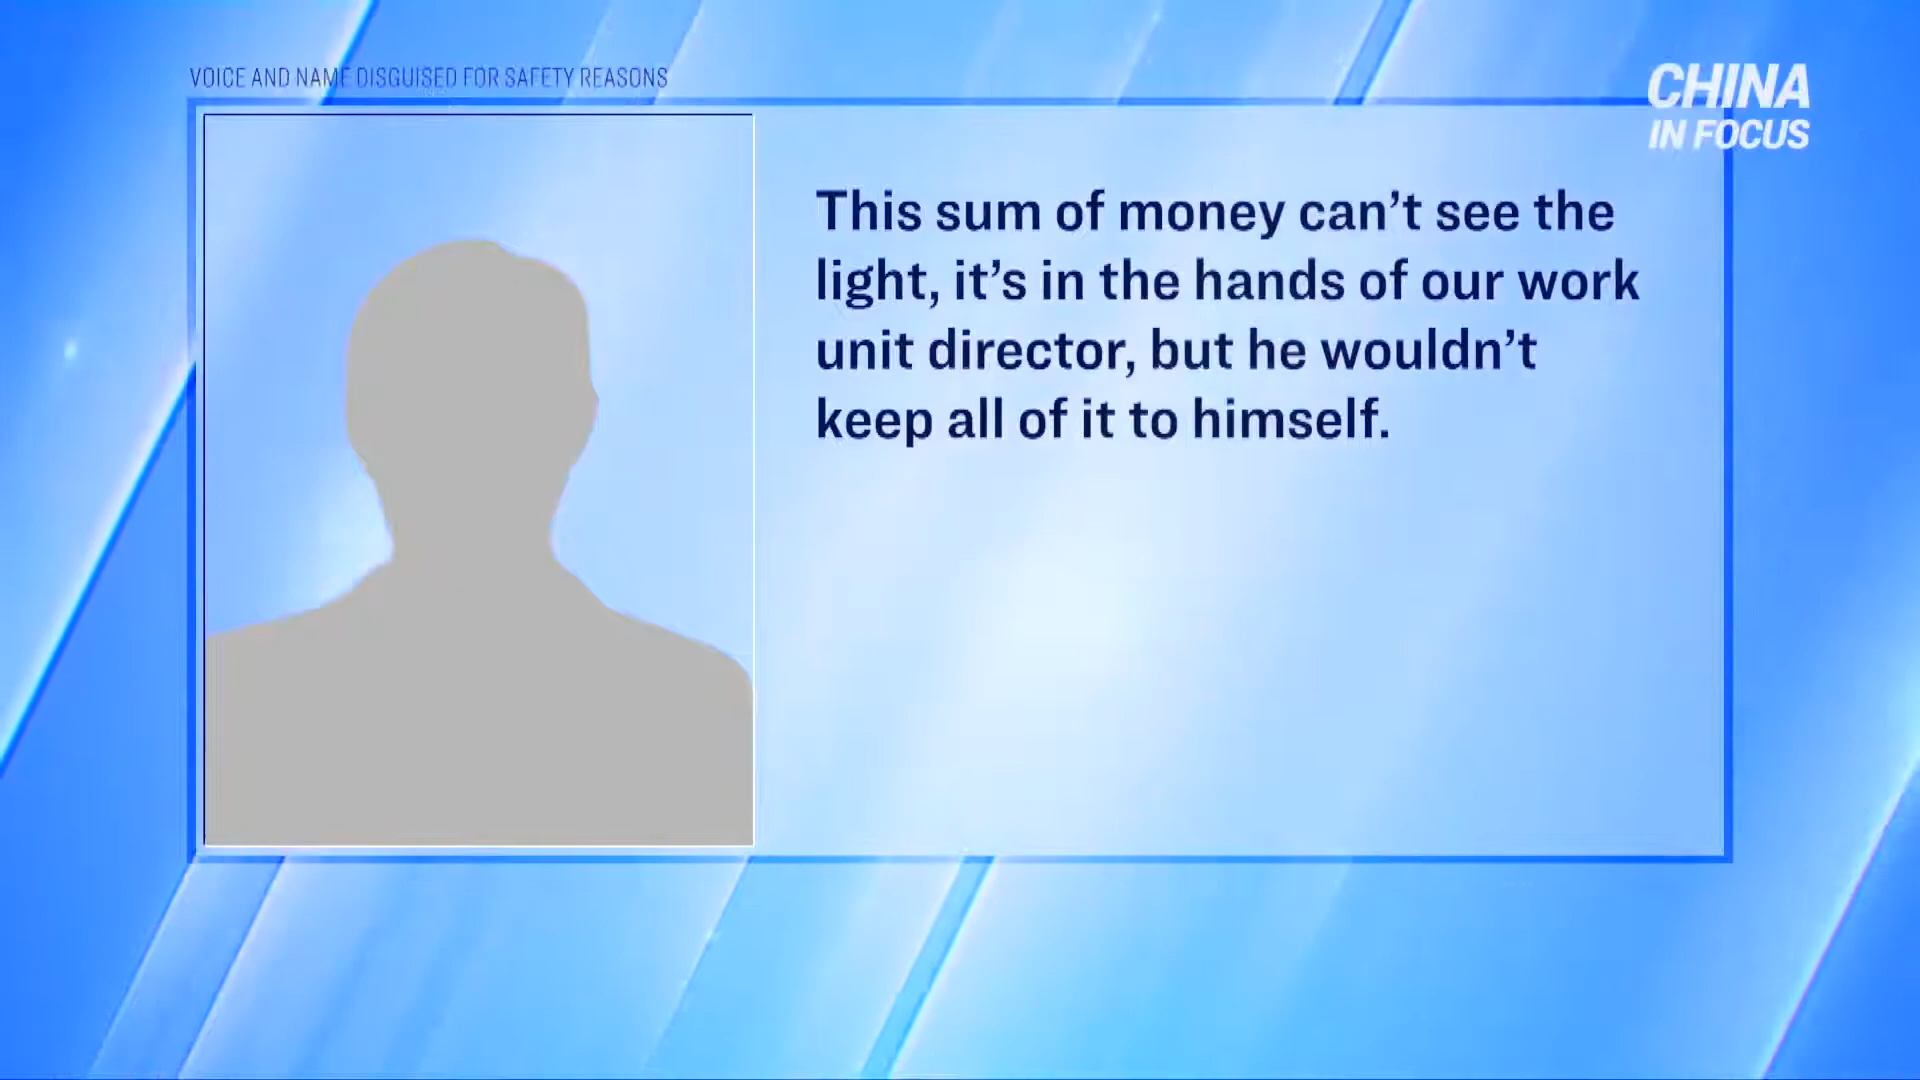 VOICE AND NAME DISGUISED FOR SAFETY REASONS
CHINA
IN FOCUS
This sum of money can’t see the
light, it’s in the hands of our work
unit director, but he wouldn’t
keep all of it to himself.